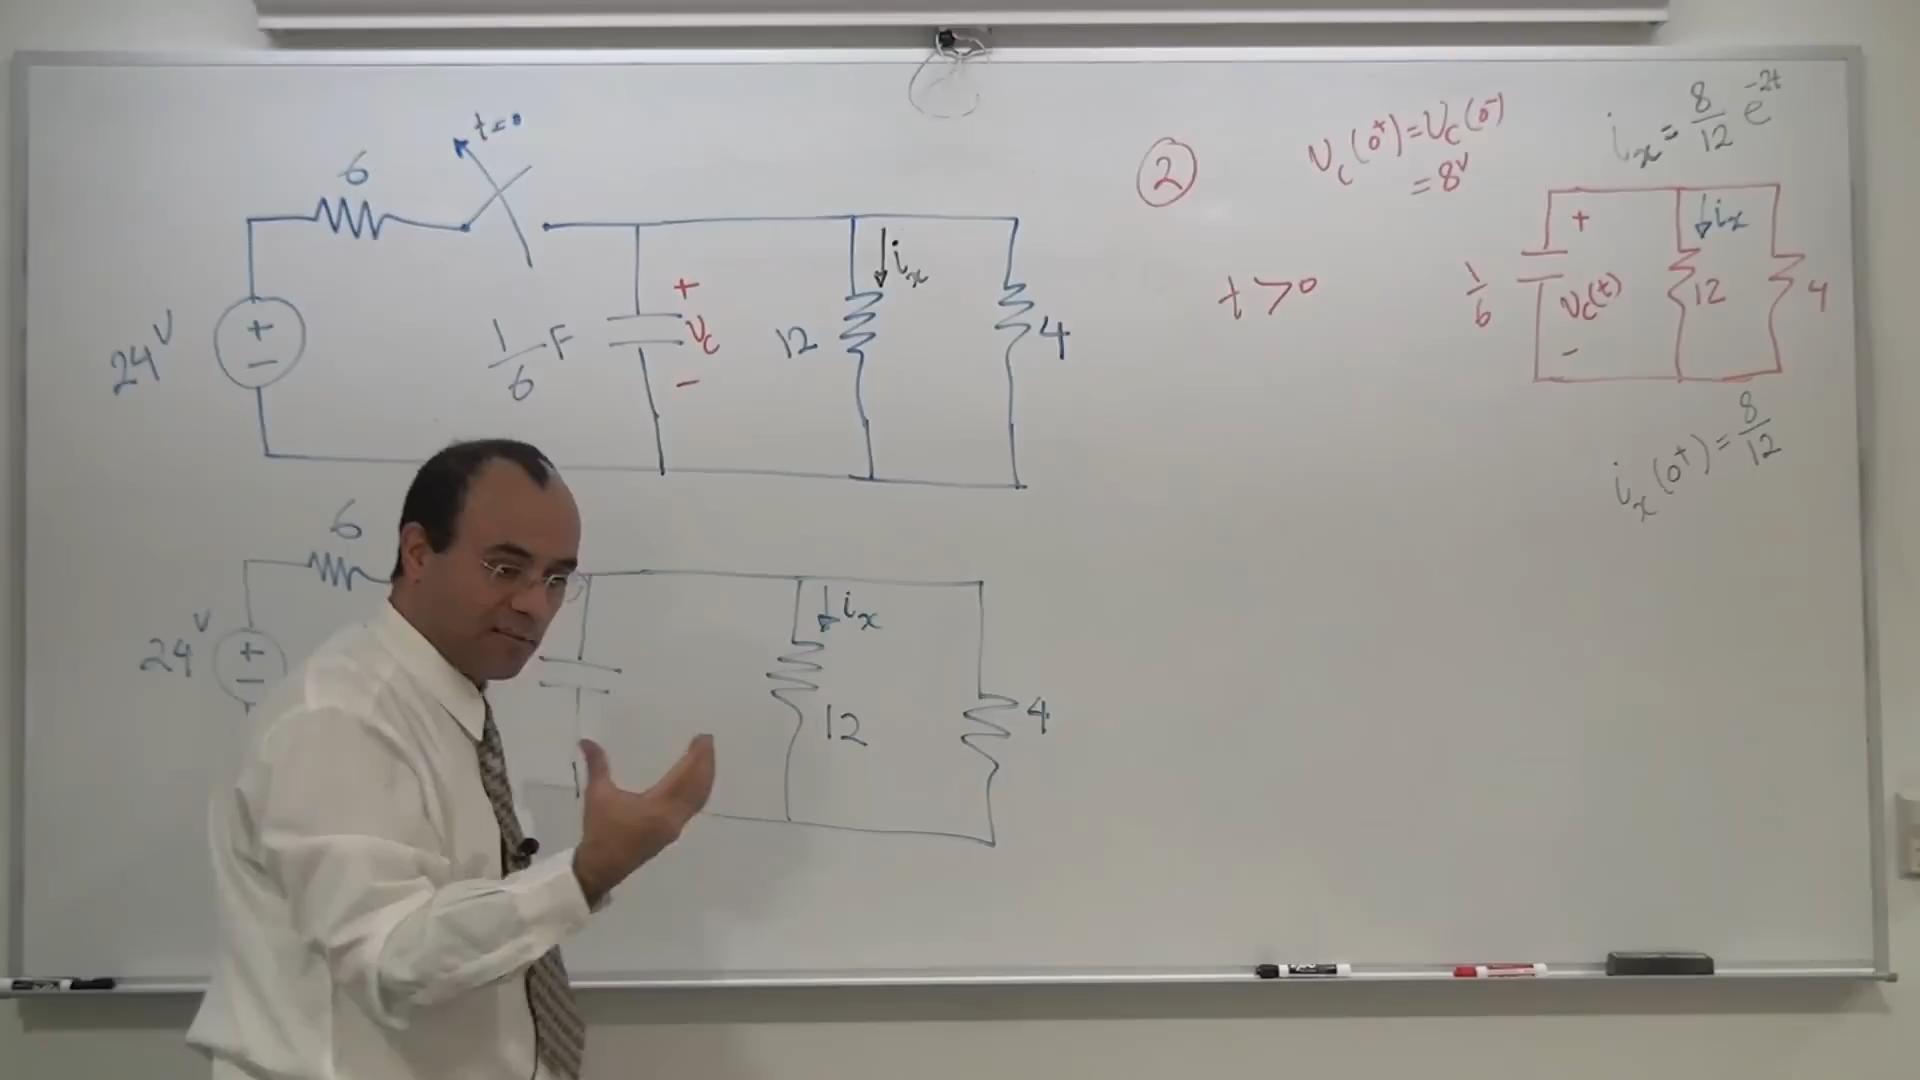 t=0
6
24V
1/6 F
+
Vc
-
12
ix
4
6
24V
+
-
ix
12
4
2
Vc(0+)=Vc(0-)
=8V
t>0
ix = 8/12 e^-2t
+
1/6
Vc(t)
-
ix
12
4
ix(0+) = 8/12